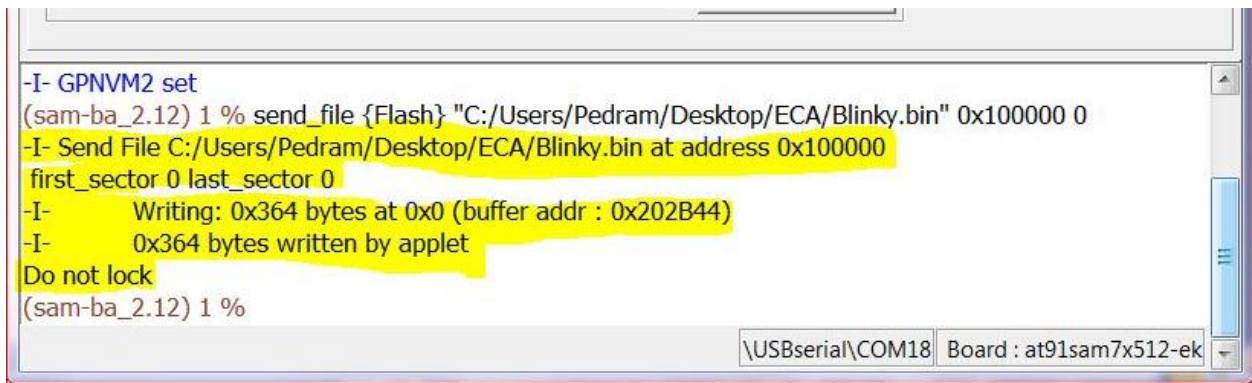 -I- GPNVM2 set
(sam-ba_2.12) 1 % send_file {Flash} "C:/Users/Pedram/Desktop/ECA/Blinky.bin" 0x100000 0
-I- Send File C:/Users/Pedram/Desktop/ECA/Blinky.bin at address 0x100000
first_sector 0 last_sector 0
-I- Writing: 0x364 bytes at 0x0 (buffer addr : 0x202B44)
-I- 0x364 bytes written by applet
Do not lock
(sam-ba_2.12) 1 %
\USBserial\COM18 Board : at91sam7x512-ek